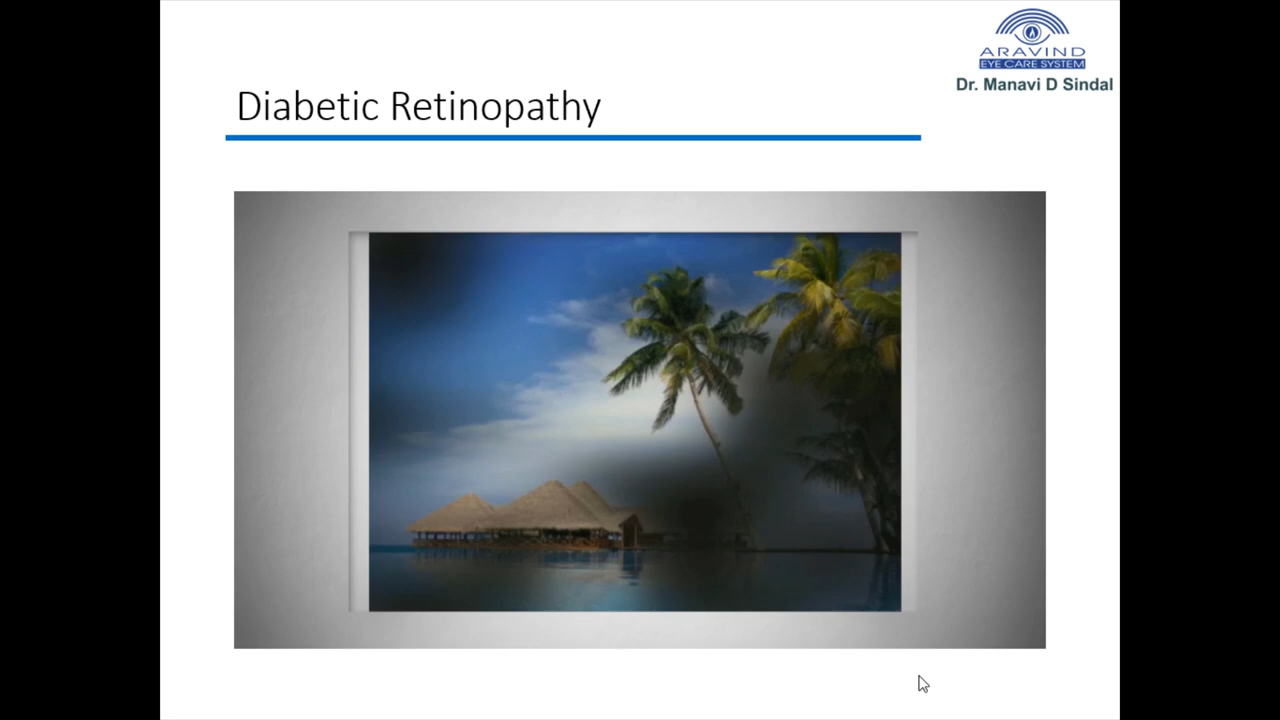 ARAVIND
EYE CARE SYSTEM
Dr. Manavi D Sindal
Diabetic Retinopathy